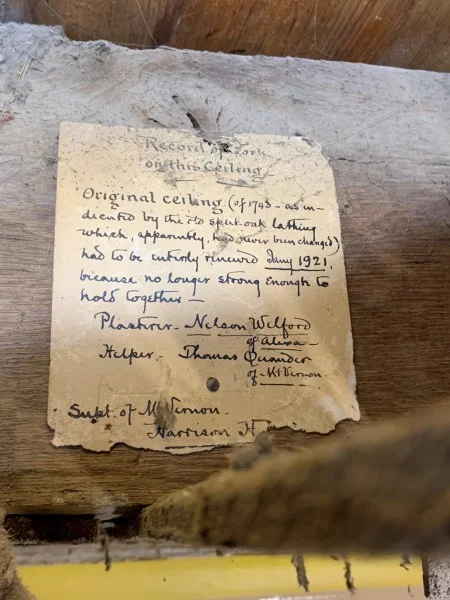 Record of Work
on this Ceiling
Original ceiling (of 1743 - as in-
dicated by the old split-oak lathing
which, apparently, had never been changed)
had to be entirely renewed Jany 1921,
because no longer strong enough to
hold together —
Plasterer - Nelson Welford
of Alexa
Helper - Thomas Quander
of Mt Vernon
Supt. of Mt Vernon
Harrison H